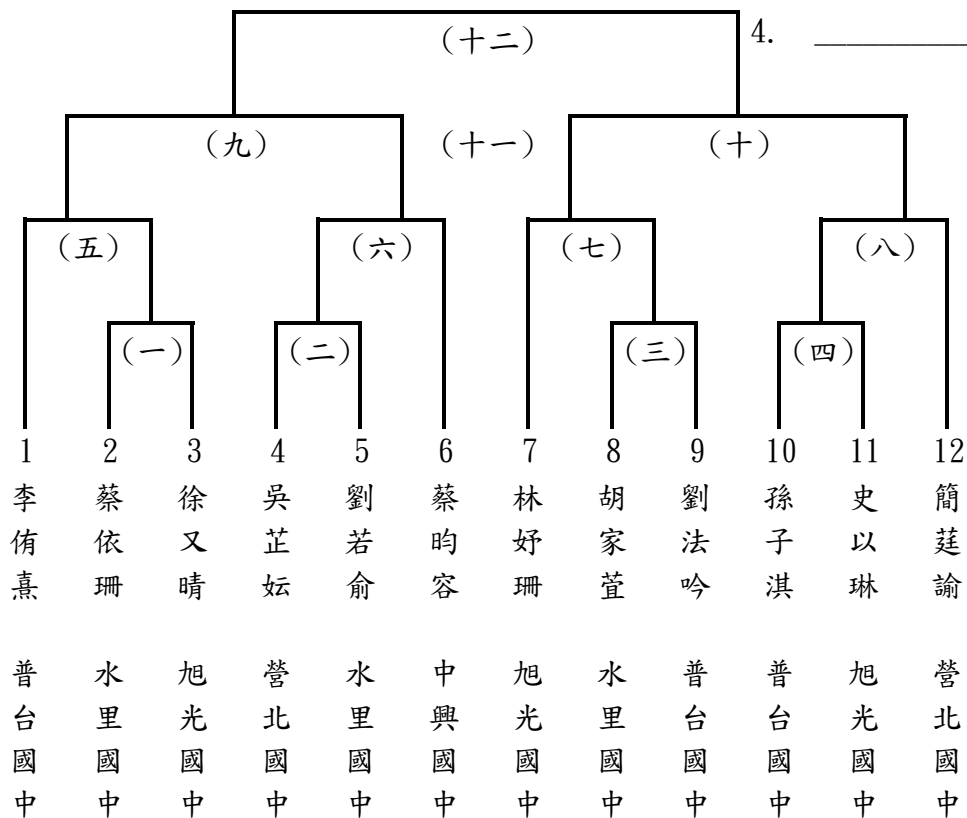 (十二)
4. ___________
(九) (十一) (十)
(五) (六) (七) (八)
(一) (二) (三) (四)
1 2 3 4 5 6 7 8 9 10 11 12
李侑熹
蔡依珊
徐又晴
吳芷妘
劉若俞
蔡昀容
林妤珊
胡家萓
劉法吟
孫子淇
史以琳
簡莛諭
普台國中
水里國中
旭光國中
營北國中
水里國中
中興國中
旭光國中
水里國中
普台國中
普台國中
旭光國中
營北國中